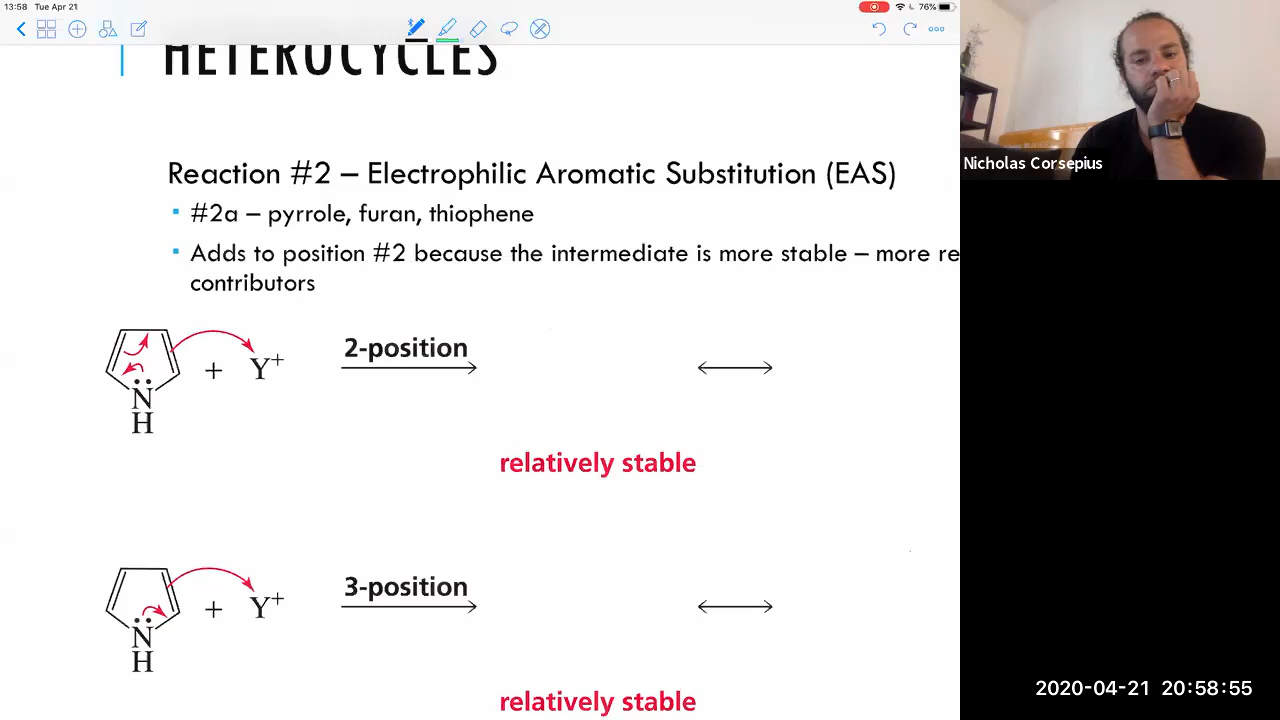 13:58 Tue Apr 21
76%
HETEROCYCLES
Nicholas Corsepius
Reaction #2 – Electrophilic Aromatic Substitution (EAS)
#2a – pyrrole, furan, thiophene
Adds to position #2 because the intermediate is more stable – more re
contributors
2-position
+ Y+
N
H
relatively stable
3-position
+ Y+
N
H
relatively stable
2020-04-21 20:58:55